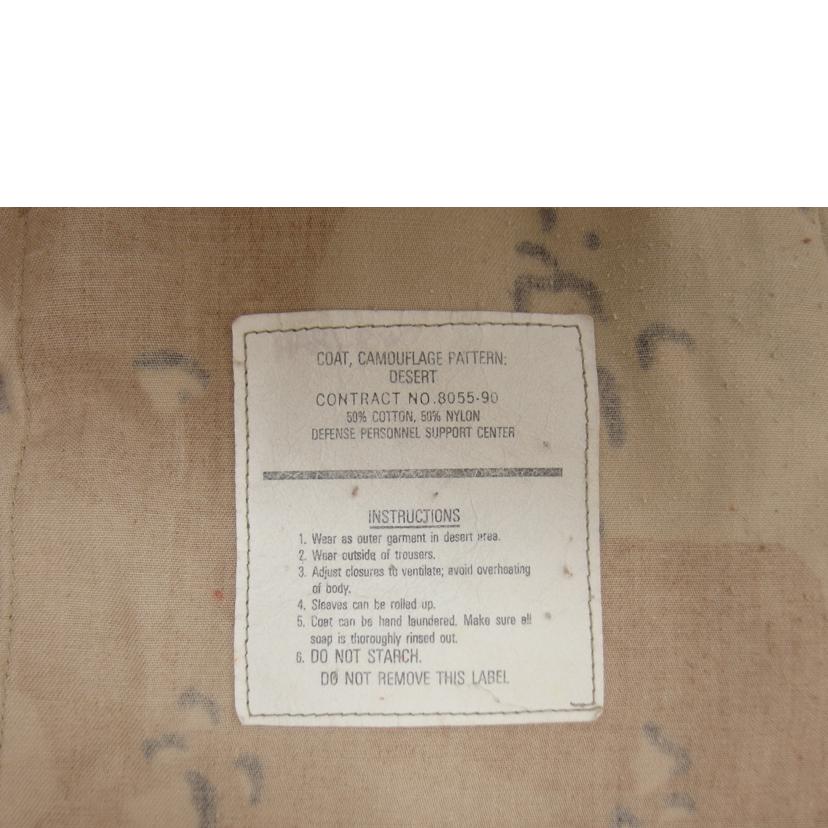 COAT, CAMOUFLAGE PATTERN:
DESERT
CONTRACT NO.8055-90
50% COTTON, 50% NYLON
DEFENSE PERSONNEL SUPPORT CENTER
INSTRUCTIONS
1. Wear as outer garment in desert area.
2. Wear outside of trousers.
3. Adjust closures to ventilate; avoid overheating
of body.
4. Sleeves can be rolled up.
5. Coat can be hand laundered. Make sure all
soap is thoroughly rinsed out.
6. DO NOT STARCH.
DO NOT REMOVE THIS LABEL